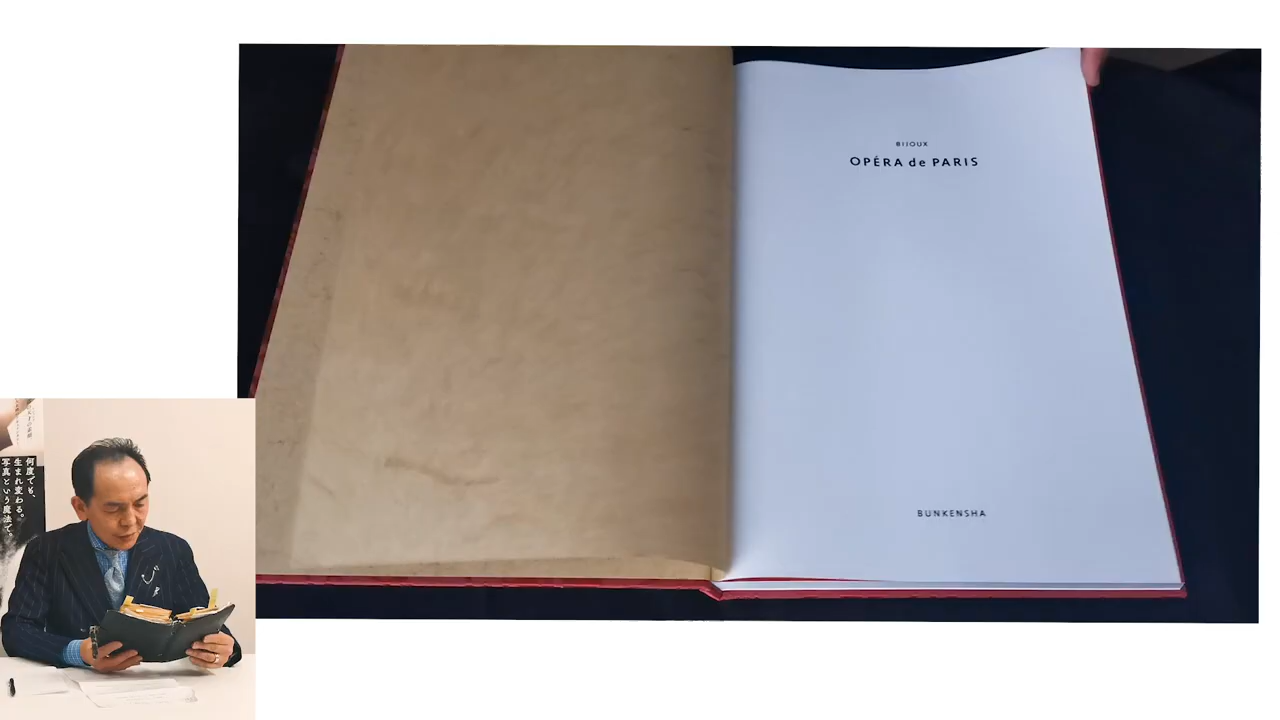 BIJOUX
OPÉRA de PARIS
BUNKENSHA
何度でも、
生まれ変わる。
写真という魔法で。